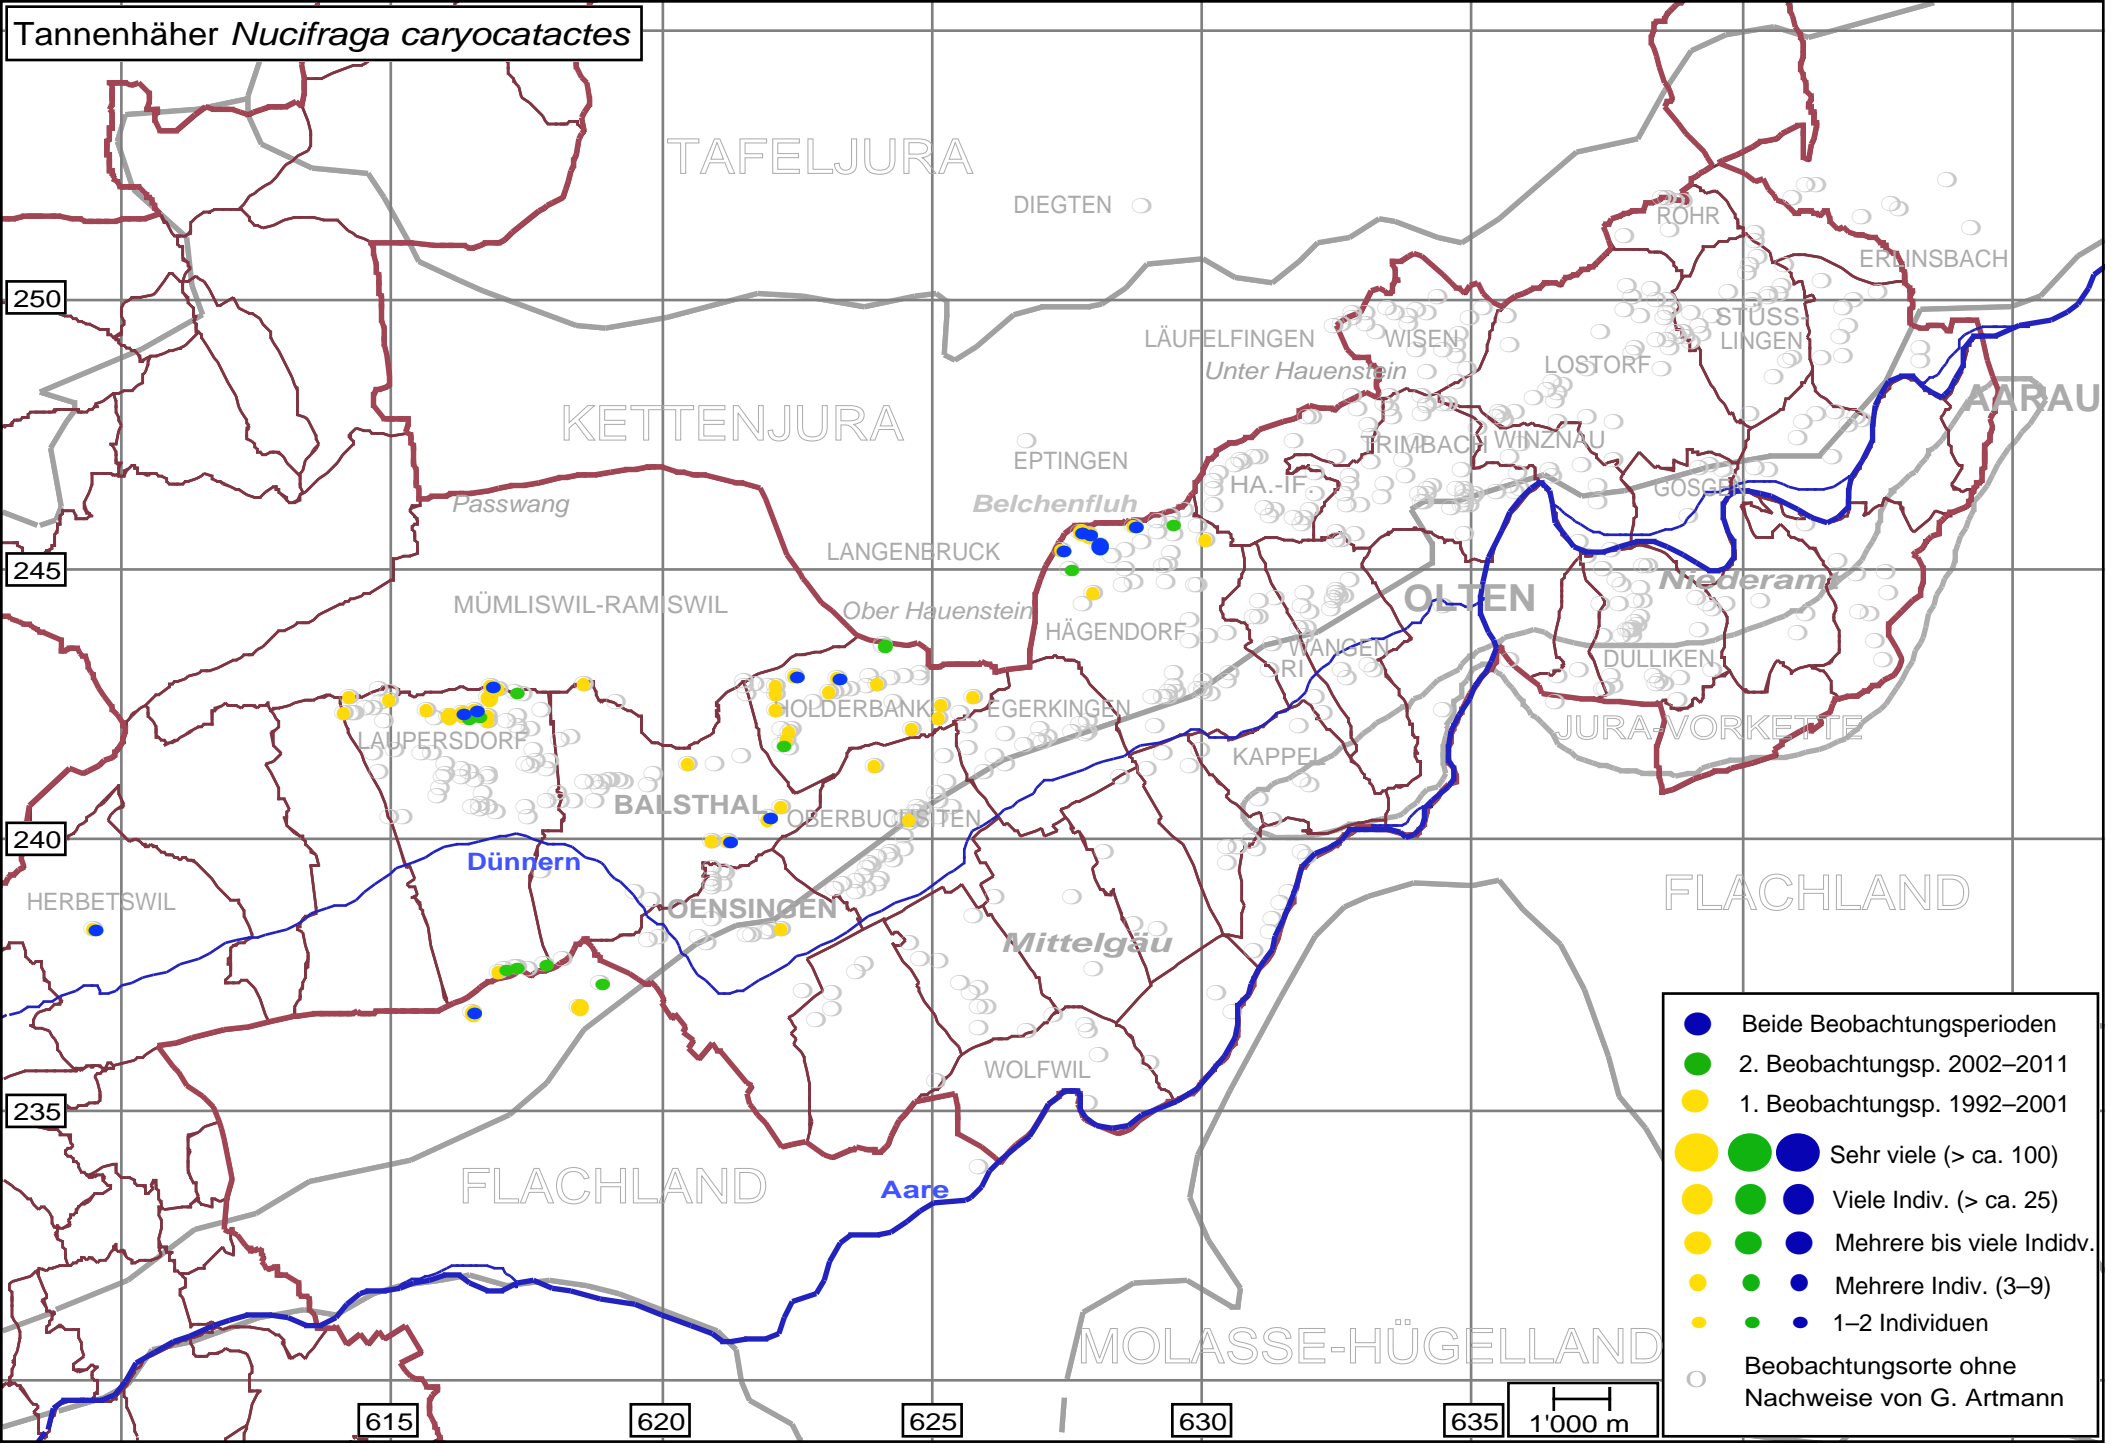 Tannenhäher Nucifraga caryocatactes
TAFELJURA
DIEGTEN
ROHR
ERLINSBACH
250
STÜSS-
LINGEN
LÄUFELFINGEN
WISEN
LOSTORF
Unter Hauenstein
AARAU
KETTENJURA
TRIMBACH
WINZNAU
EPTINGEN
HA.-IF.
GÖSGEN
Passwang
Belchenfluh
LANGENBRUCK
245
Niederamt
MÜMLISWIL-RAMISWIL
Ober Hauenstein
OLTEN
HÄGENDORF
WANGEN
RI
DULLIKEN
HOLDERBANK
EGERKINGEN
LAUPERSDORF
JURA-VORKETTE
KAPPEL
BALSTHAL
OBERBUCHSITEN
240
Dünnern
HERBETSWIL
OENSINGEN
FLACHLAND
Mittelgäu
WOLFWIL
235
FLACHLAND
Aare
MOLASSE-HÜGELLAND
615
620
625
630
635
1'000 m
Beide Beobachtungsperioden
2. Beobachtungsp. 2002–2011
1. Beobachtungsp. 1992–2001
Sehr viele (> ca. 100)
Viele Indiv. (> ca. 25)
Mehrere bis viele Indidv.
Mehrere Indiv. (3–9)
1–2 Individuen
Beobachtungsorte ohne
Nachweise von G. Artmann